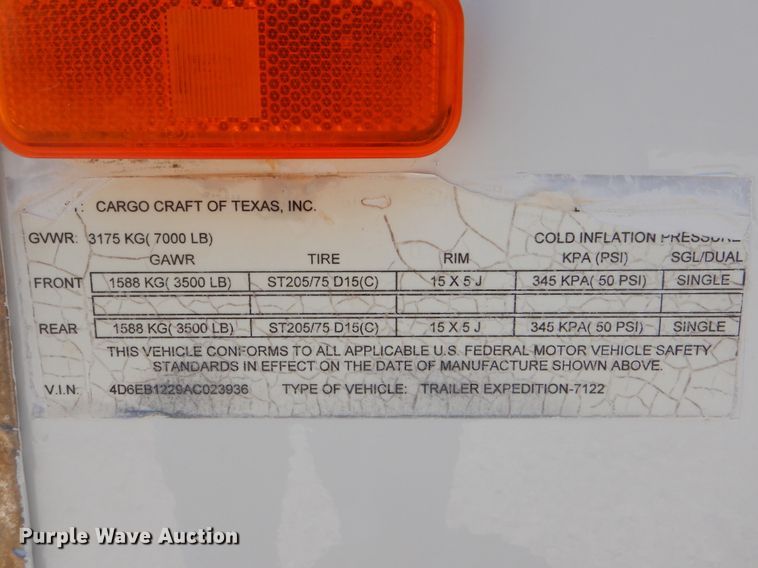 CARGO CRAFT OF TEXAS, INC.
GVWR: 3175 KG( 7000 LB) COLD INFLATION PRESSURE
GAWR TIRE RIM KPA (PSI) SGL/DUAL
FRONT 1588 KG( 3500 LB) ST205/75 D15(C) 15 X 5 J 345 KPA( 50 PSI) SINGLE
REAR 1588 KG( 3500 LB) ST205/75 D15(C) 15 X 5 J 345 KPA( 50 PSI) SINGLE
THIS VEHICLE CONFORMS TO ALL APPLICABLE U.S. FEDERAL MOTOR VEHICLE SAFETY
STANDARDS IN EFFECT ON THE DATE OF MANUFACTURE SHOWN ABOVE.
V.I.N. 4D6EB1229AC023936 TYPE OF VEHICLE: TRAILER EXPEDITION-7122
Purple Wave Auction